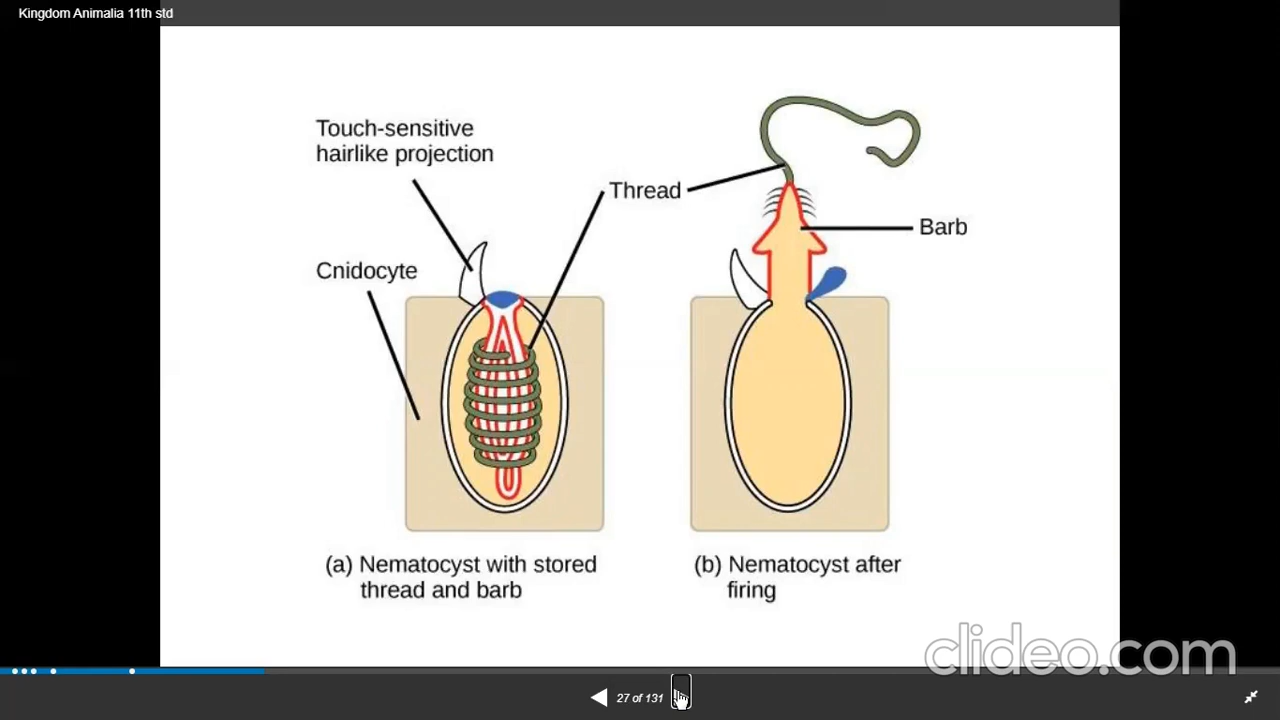 Kingdom Animalia 11th std
Touch-sensitive
hairlike projection
Thread
Barb
Cnidocyte
(a) Nematocyst with stored
thread and barb
(b) Nematocyst after
firing
clideo.com
27 of 131